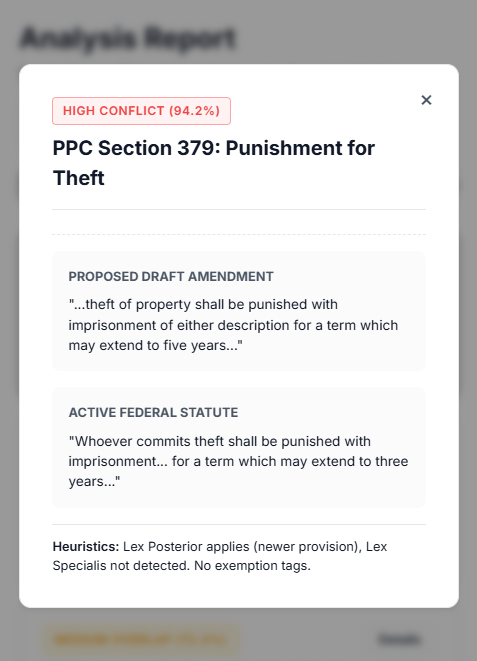 Analysis Report
HIGH CONFLICT (94.2%)
×
PPC Section 379: Punishment for
Theft
PROPOSED DRAFT AMENDMENT
"...theft of property shall be punished with
imprisonment of either description for a term which
may extend to five years..."
ACTIVE FEDERAL STATUTE
"Whoever commits theft shall be punished with
imprisonment... for a term which may extend to three
years..."
Heuristics: Lex Posterior applies (newer provision), Lex
Specialis not detected. No exemption tags.
Details